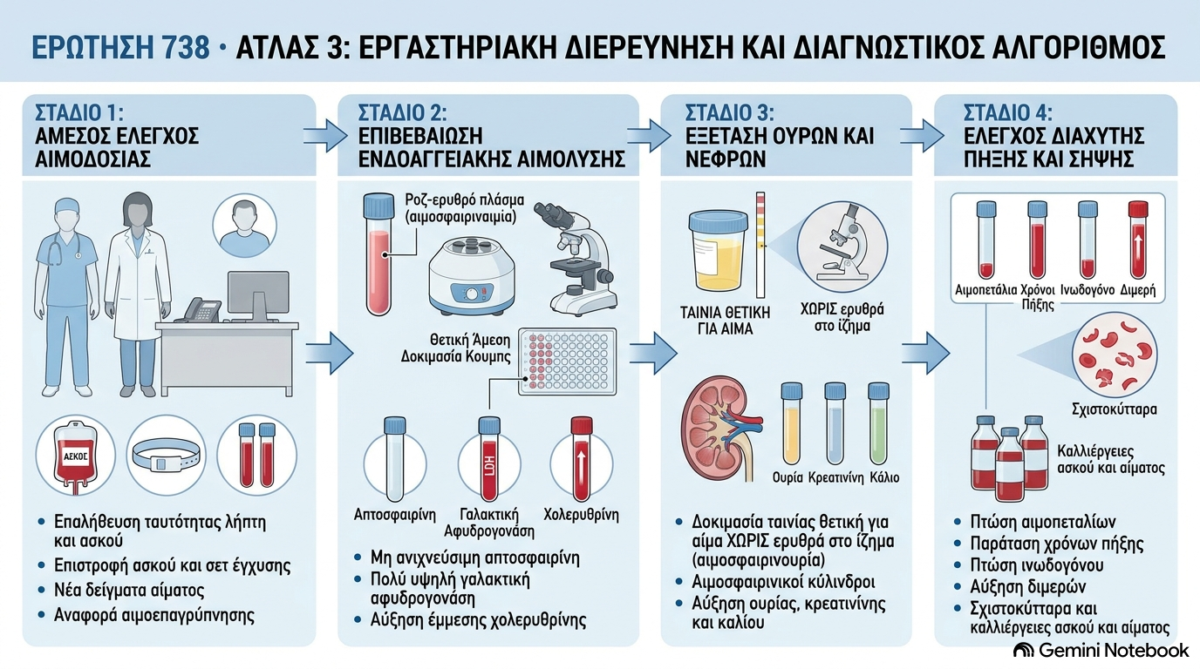 ΕΡΩΤΗΣΗ 738 · ΑΤΛΑΣ 3: ΕΡΓΑΣΤΗΡΙΑΚΗ ΔΙΕΡΕΥΝΗΣΗ ΚΑΙ ΔΙΑΓΝΩΣΤΙΚΟΣ ΑΛΓΟΡΙΘΜΟΣ
ΣΤΑΔΙΟ 1:
ΑΜΕΣΟΣ ΕΛΕΓΧΟΣ
ΑΙΜΟΔΟΣΙΑΣ
ΑΣΚΟΣ
• Επαλήθευση ταυτότητας λήπτη
και ασκού
• Επιστροφή ασκού και σετ έγχυσης
• Νέα δείγματα αίματος
• Αναφορά αιμοεπαγρύπνησης
ΣΤΑΔΙΟ 2:
ΕΠΙΒΕΒΑΙΩΣΗ
ΕΝΔΟΑΓΓΕΙΑΚΗΣ ΑΙΜΟΛΥΣΗΣ
Ροζ-ερυθρό πλάσμα
(αιμοσφαιριναιμία)
Θετική Άμεση
Δοκιμασία Κουμπς
LDH
Απτοσφαιρίνη
Γαλακτική
Αφυδρογονάση
Χολερυθρίνη
• Μη ανιχνεύσιμη απτοσφαιρίνη
• Πολύ υψηλή γαλακτική
αφυδρογονάση
• Αύξηση έμμεσης χολερυθρίνης
ΣΤΑΔΙΟ 3:
ΕΞΕΤΑΣΗ ΟΥΡΩΝ ΚΑΙ
ΝΕΦΡΩΝ
ΤΑΙΝΙΑ ΘΕΤΙΚΗ
ΓΙΑ ΑΙΜΑ
ΧΩΡΙΣ ερυθρά
στο ίζημα
Ουρία Κρεατινίνη Κάλιο
• Δοκιμασία ταινίας θετική για
αίμα ΧΩΡΙΣ ερυθρά στο ίζημα
(αιμοσφαιρινουρία)
• Αιμοσφαιρινικοί κύλινδροι
• Αύξηση ουρίας, κρεατινίνης
και καλίου
ΣΤΑΔΙΟ 4:
ΕΛΕΓΧΟΣ ΔΙΑΧΥΤΗΣ
ΠΗΞΗΣ ΚΑΙ ΣΗΨΗΣ
Αιμοπετάλια
Χρόνοι
Πήξης
Ινωδογόνο
Διμερή
Σχιστοκύτταρα
Καλλιέργειες
ασκού και αίματος
• Πτώση αιμοπεταλίων
• Παράταση χρόνων πήξης
• Πτώση ινωδογόνου
• Αύξηση διμερών
• Σχιστοκύτταρα και
καλλιέργειες ασκού και αίματος
Gemini Notebook